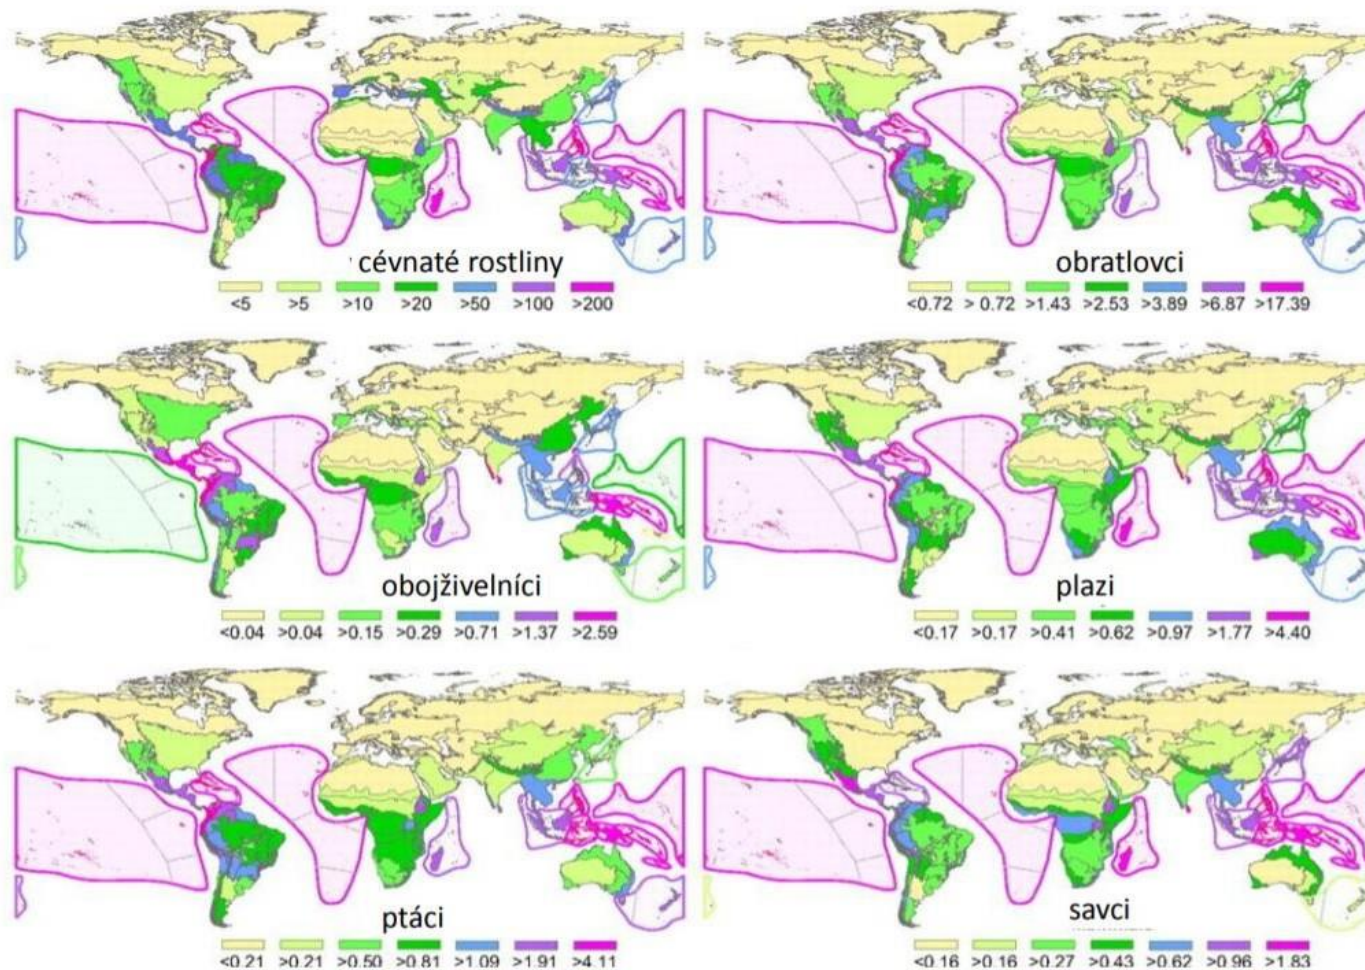 cévnaté rostliny
<5 >5 >10 >20 >50 >100 >200
obratlovci
<0.72 > 0.72 >1.43 >2.53 >3.89 >6.87 >17.39
obojživelníci
<0.04 >0.04 >0.15 >0.29 >0.71 >1.37 >2.59
plazi
<0.17 >0.17 >0.41 >0.62 >0.97 >1.77 >4.40
ptáci
<0.21 >0.21 >0.50 >0.81 >1.09 >1.91 >4.11
savci
<0.16 >0.16 >0.27 >0.43 >0.62 >0.96 >1.83